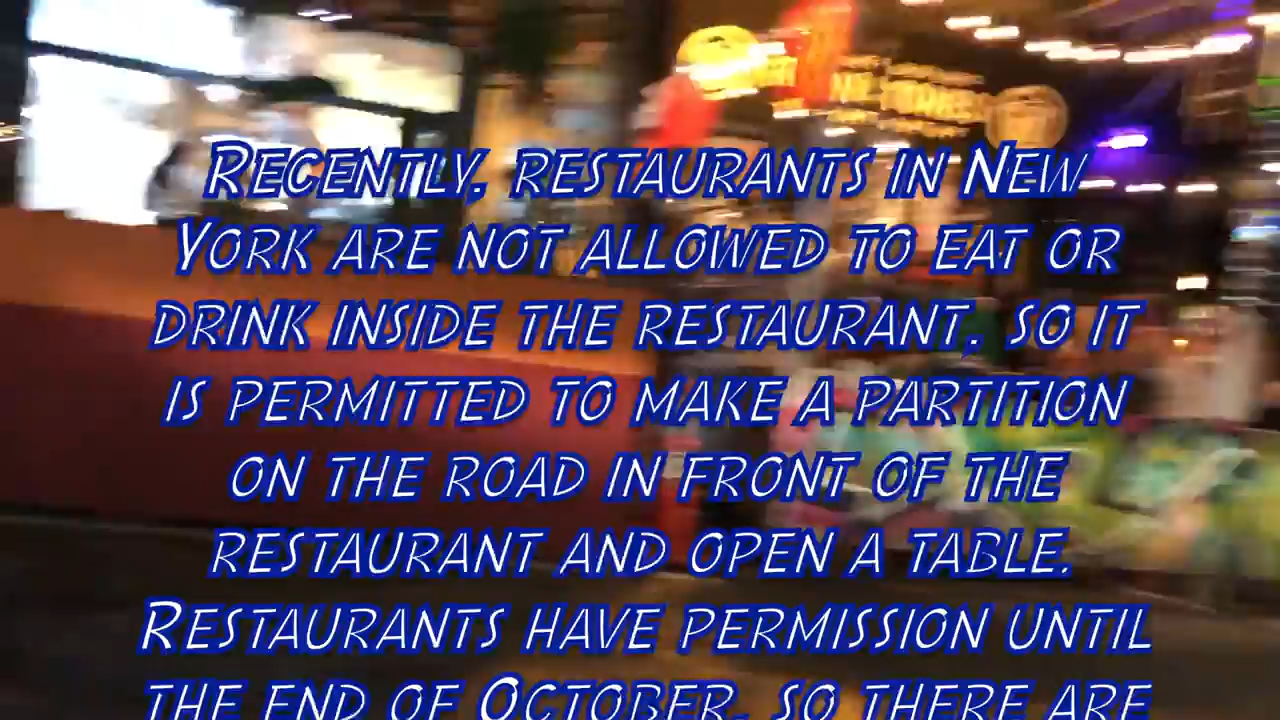 Recently, restaurants in New
York are not allowed to eat or
drink inside the restaurant, so it
is permitted to make a partition
on the road in front of the
restaurant and open a table.
Restaurants have permission until
the end of October, so there are